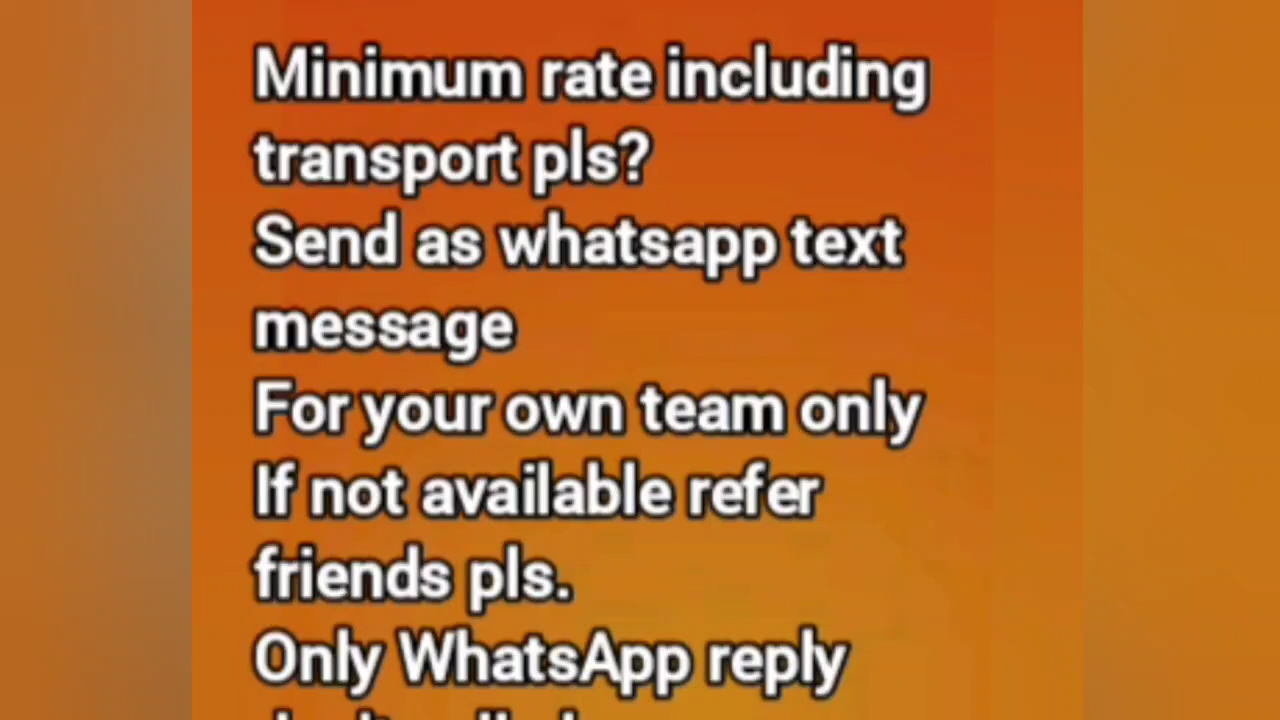 Minimum rate including
transport pls?
Send as whatsapp text
message
For your own team only
If not available refer
friends pls.
Only WhatsApp reply